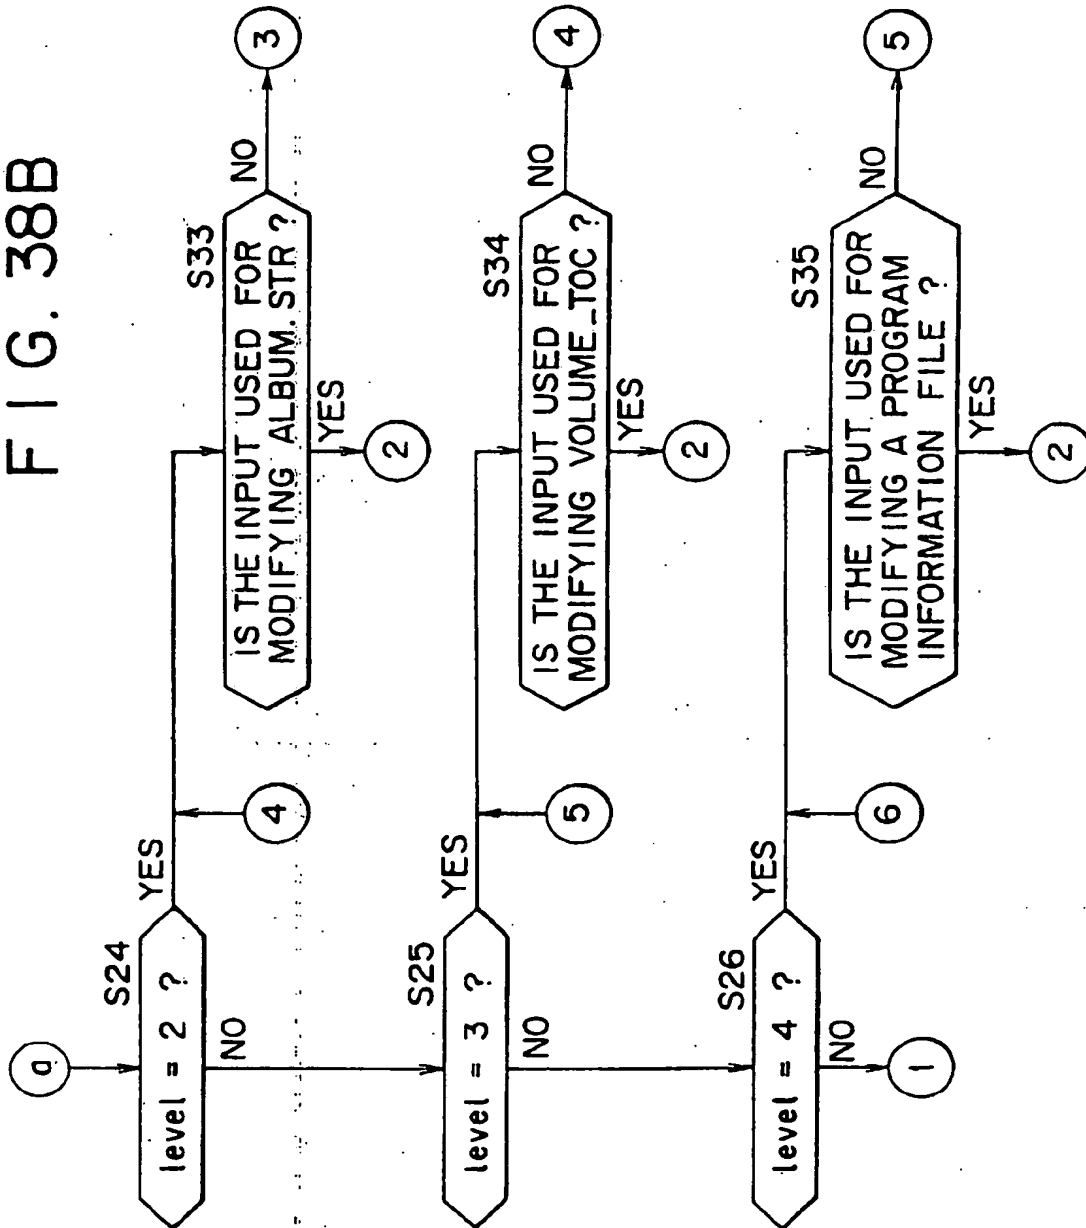 FIG. 38B
a
S24
level = 2 ?
YES
NO
4
S33
IS THE INPUT USED FOR
MODIFYING ALBUM.STR ?
NO
3
YES
2
S25
level = 3 ?
YES
NO
5
S34
IS THE INPUT USED FOR
MODIFYING VOLUME_TOC ?
NO
4
YES
2
S26
level = 4 ?
YES
NO
1
6
S35
IS THE INPUT USED FOR
MODIFYING A PROGRAM
INFORMATION FILE ?
NO
5
YES
2